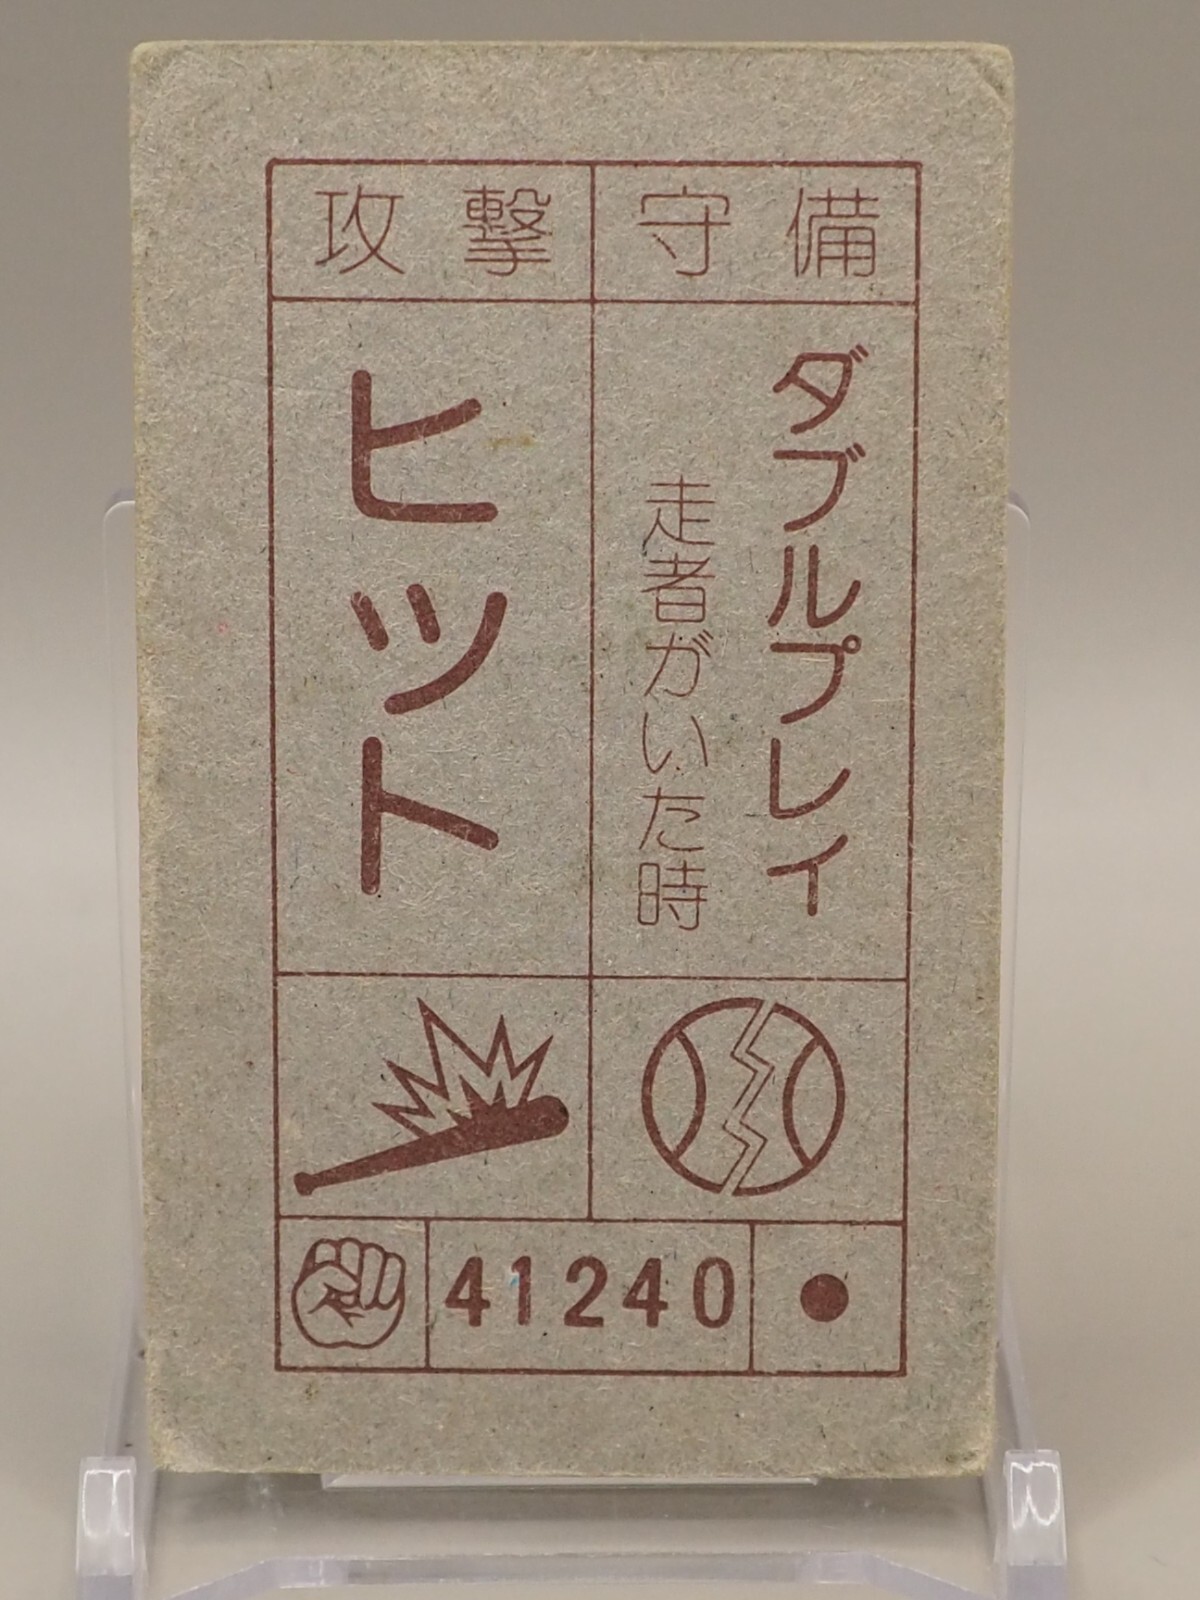 攻撃
守備
ヒット
ダブルプレイ
走者がいた時
41240